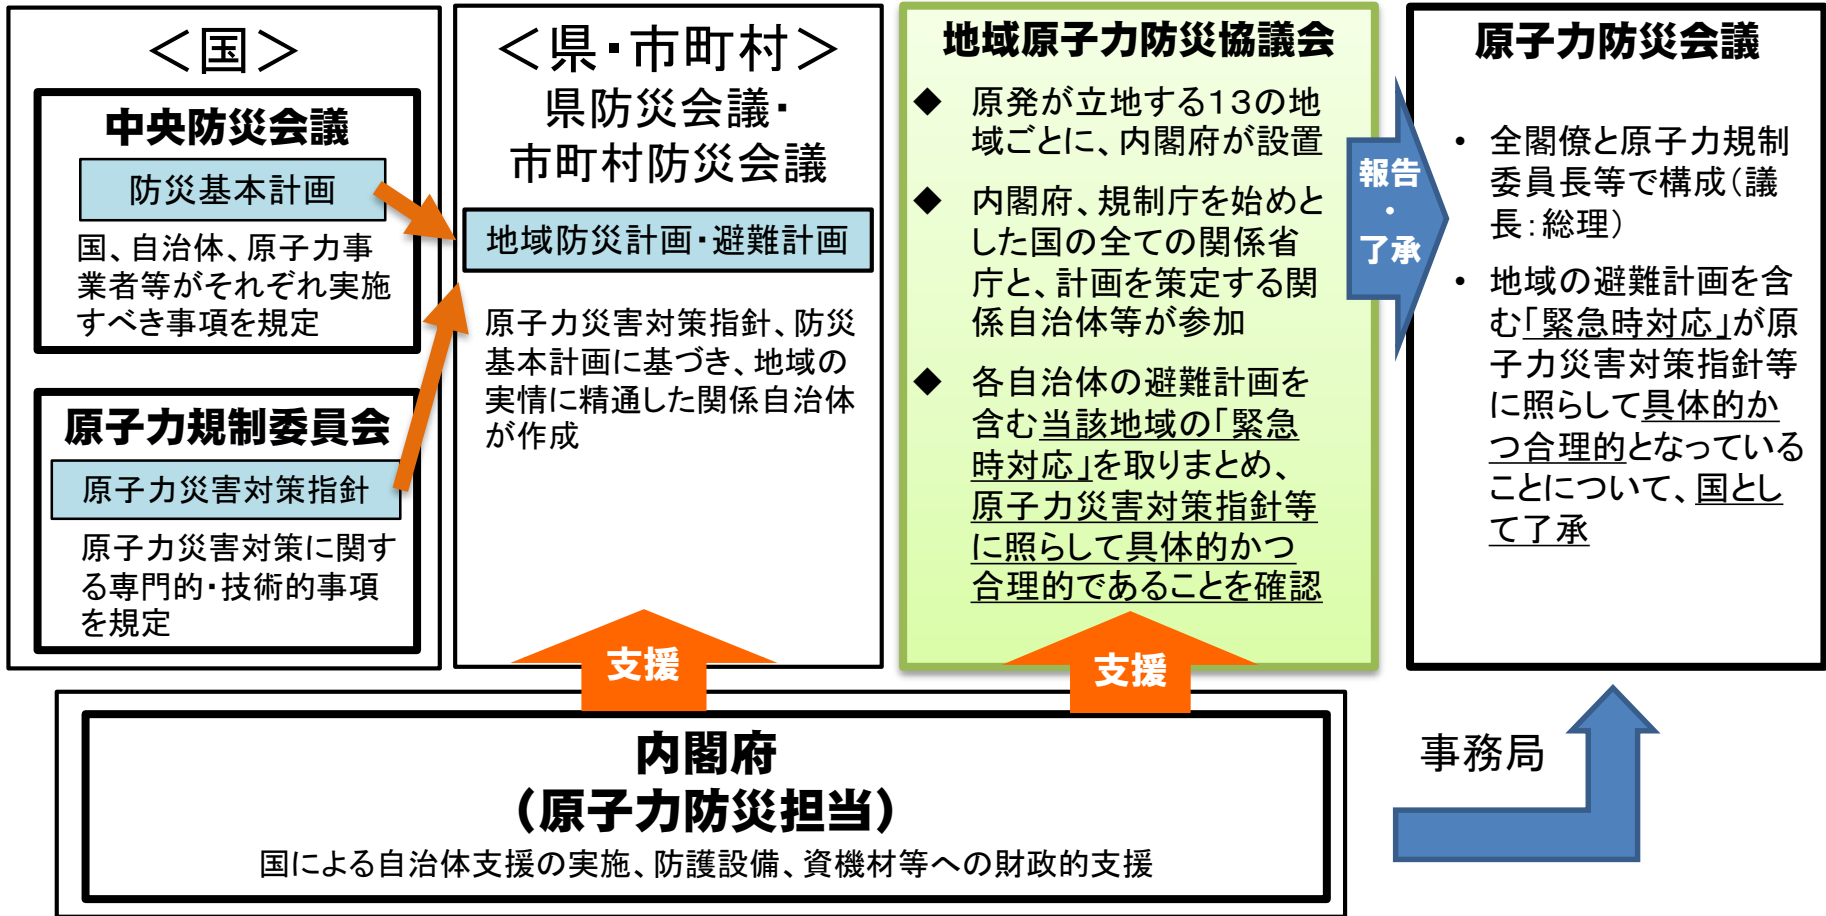 ＜国＞
中央防災会議
防災基本計画
国、自治体、原子力事
業者等がそれぞれ実施
すべき事項を規定
原子力規制委員会
原子力災害対策指針
原子力災害対策に関す
る専門的・技術的事項
を規定
＜県・市町村＞
県防災会議・
市町村防災会議
地域防災計画・避難計画
原子力災害対策指針、防災
基本計画に基づき、地域の
実情に精通した関係自治体
が作成
支援
地域原子力防災協議会
◆ 原発が立地する１３の地
域ごとに、内閣府が設置
◆ 内閣府、規制庁を始めと
した国の全ての関係省
庁と、計画を策定する関
係自治体等が参加
◆ 各自治体の避難計画を
含む当該地域の「緊急
時対応」を取りまとめ、
原子力災害対策指針等
に照らして具体的かつ
合理的であることを確認
支援
報告
・
了承
原子力防災会議
• 全閣僚と原子力規制
委員長等で構成（議
長：総理）
• 地域の避難計画を含
む「緊急時対応」が原
子力災害対策指針等
に照らして具体的か
つ合理的となっている
ことについて、国とし
て了承
内閣府
（原子力防災担当）
国による自治体支援の実施、防護設備、資機材等への財政的支援
事務局